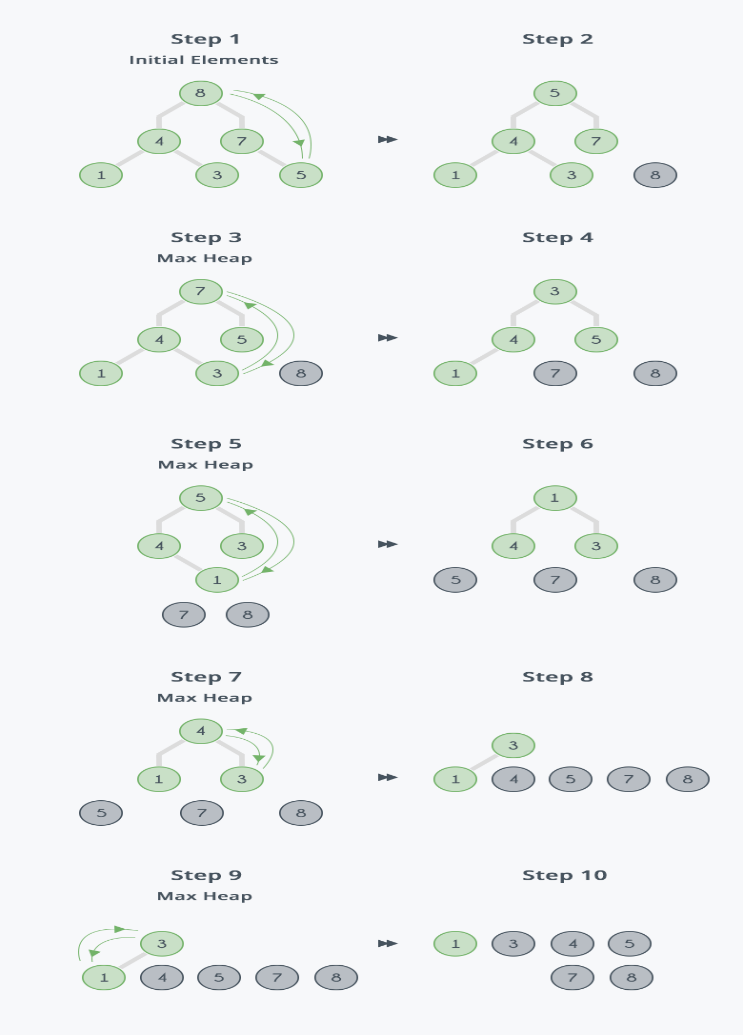 Step 1
Initial Elements
8
4 7
1 3 5
Step 2
5
4 7
1 3 8
Step 3
Max Heap
7
4 5
1 3 8
Step 4
3
4 5
1 7 8
Step 5
Max Heap
5
4 3
1
7 8
Step 6
1
4 3
5 7 8
Step 7
Max Heap
4
1 3
5 7 8
Step 8
3
1 4 5 7 8
Step 9
Max Heap
3
1 4 5 7 8
Step 10
1 3 4 5
7 8